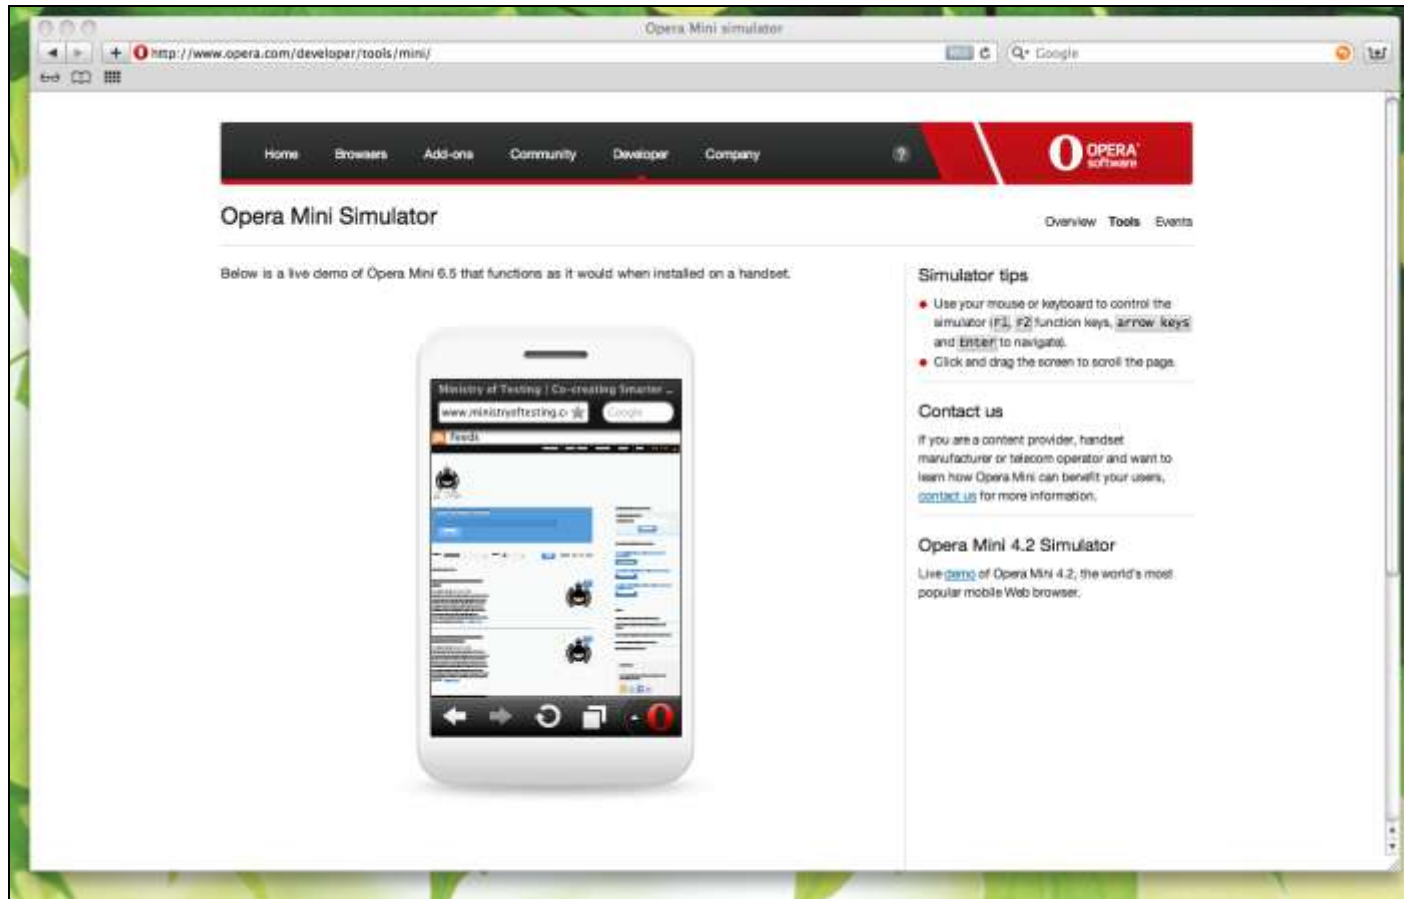 Opera Mini simulator
http://www.opera.com/developer/tools/mini/
Google
Home Browsers Add-ons Community Developer Company ?
OPERA
software
Opera Mini Simulator
Overview Tools Events
Below is a live demo of Opera Mini 6.5 that functions as it would when installed on a handset.
Ministry of Testing | Co-creating Smarter ...
www.ministryoftesting.c
Google
Feeds
Simulator tips
Use your mouse or keyboard to control the
simulator (F1, F2 function keys, arrow keys
and Enter to navigate).
Click and drag the screen to scroll the page.
Contact us
If you are a content provider, handset
manufacturer or telecom operator and want to
learn how Opera Mini can benefit your users,
contact us for more information.
Opera Mini 4.2 Simulator
Live demo of Opera Mini 4.2, the world's most
popular mobile Web browser.